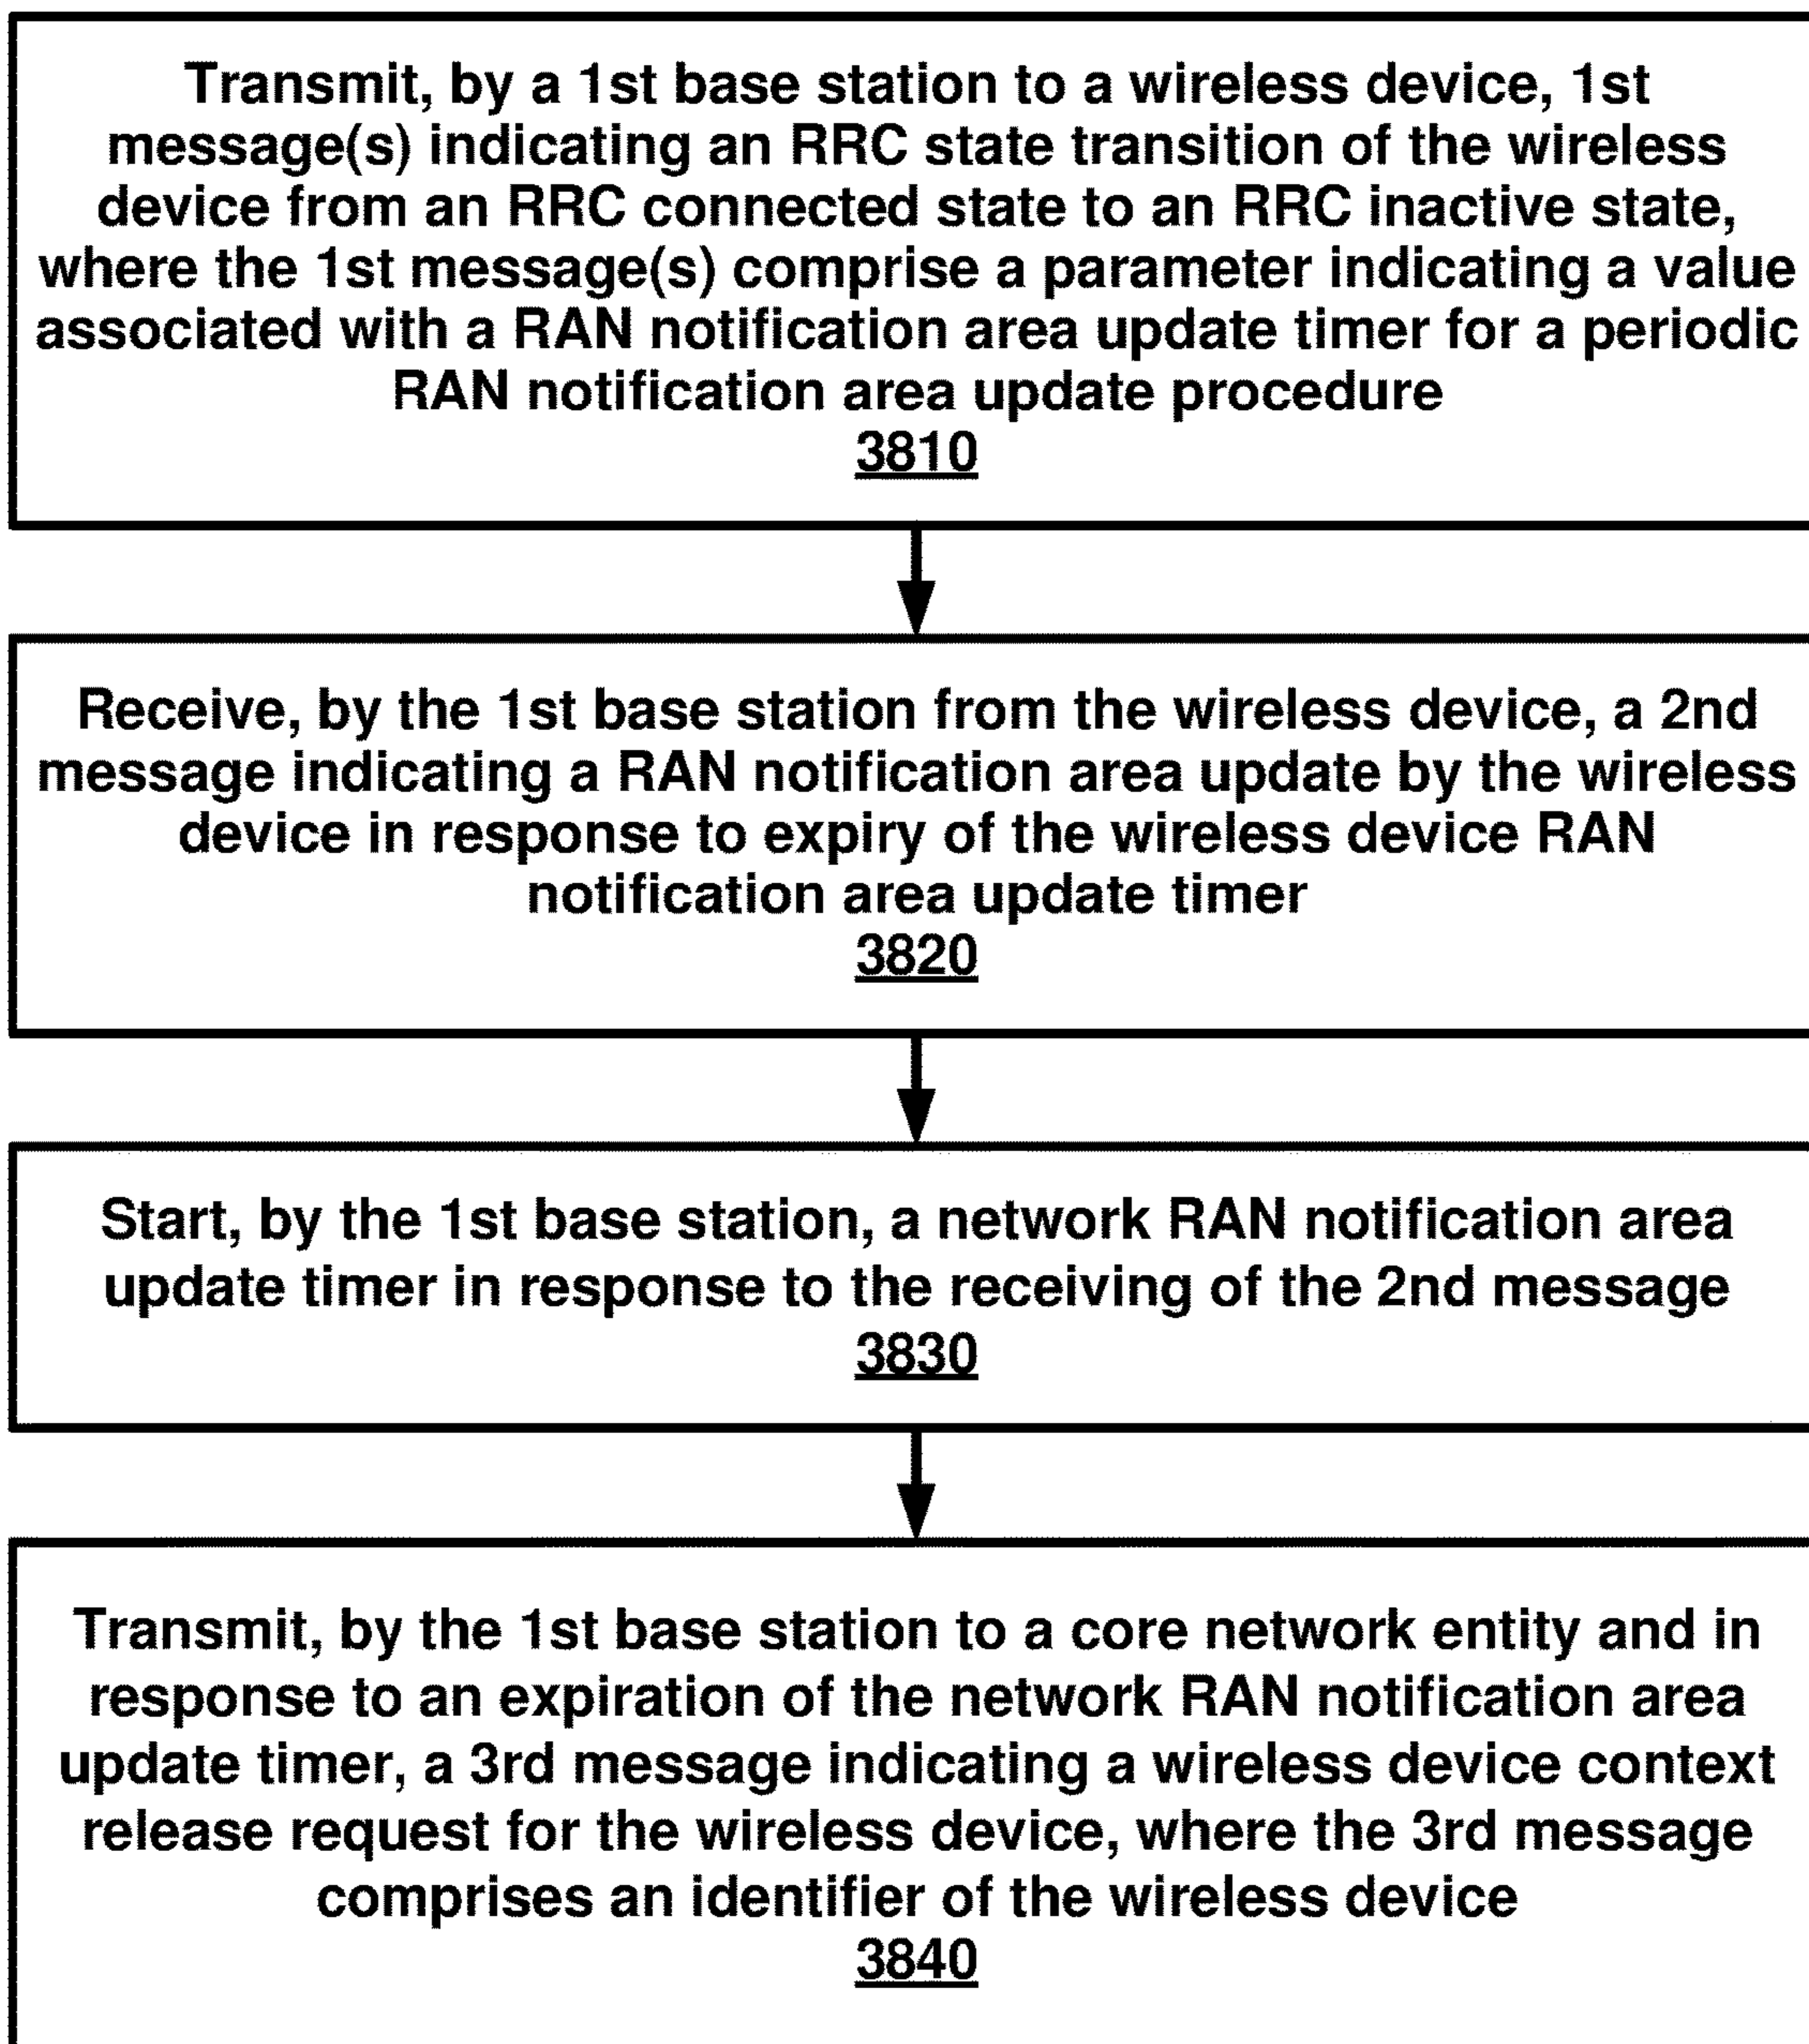 Transmit, by a 1st base station to a wireless device, 1st
message(s) indicating an RRC state transition of the wireless
device from an RRC connected state to an RRC inactive state,
where the 1st message(s) comprise a parameter indicating a value
associated with a RAN notification area update timer for a periodic
RAN notification area update procedure
3810
Receive, by the 1st base station from the wireless device, a 2nd
message indicating a RAN notification area update by the wireless
device in response to expiry of the wireless device RAN
notification area update timer
3820
Start, by the 1st base station, a network RAN notification area
update timer in response to the receiving of the 2nd message
3830
Transmit, by the 1st base station to a core network entity and in
response to an expiration of the network RAN notification area
update timer, a 3rd message indicating a wireless device context
release request for the wireless device, where the 3rd message
comprises an identifier of the wireless device
3840